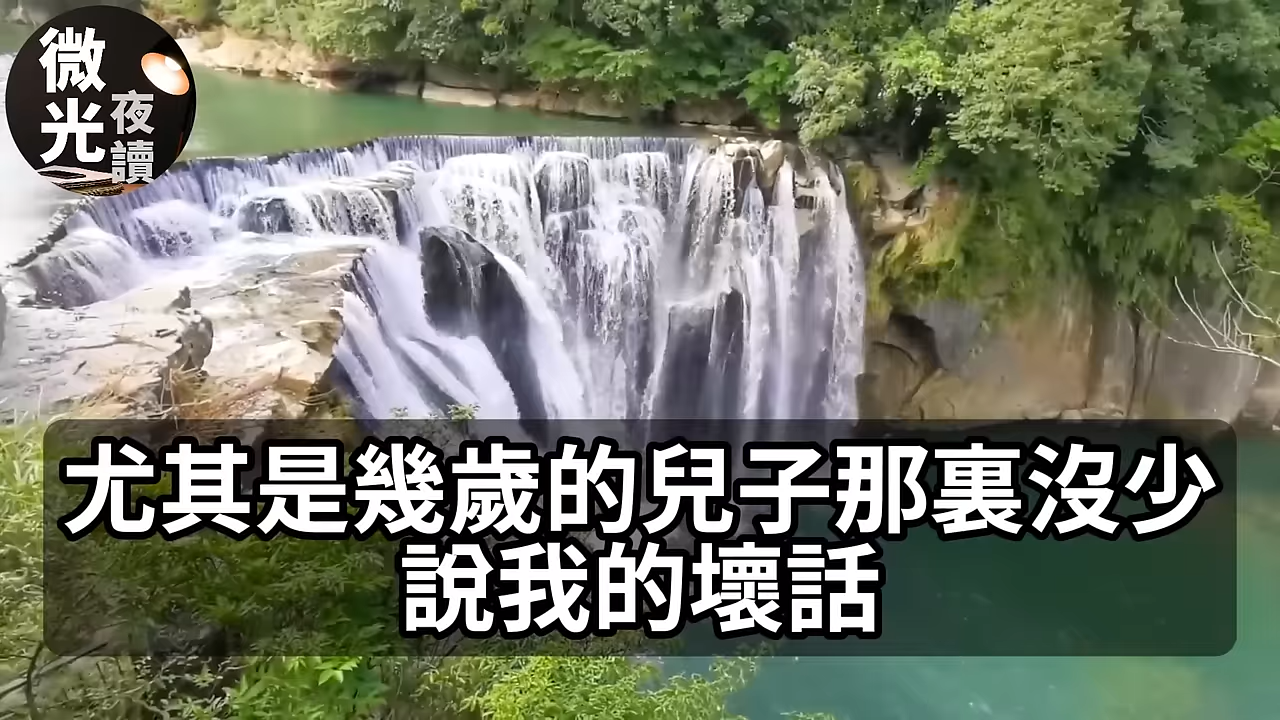 微光
夜讀
尤其是幾歲的兒子那裏沒少
說我的壞話